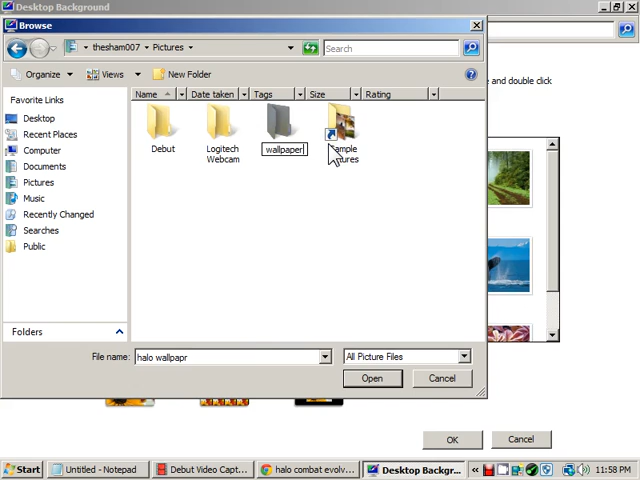 Desktop Background
Browse
thesham007 Pictures Search
Organize Views New Folder
Favorite Links
Desktop
Recent Places
Computer
Documents
Pictures
Music
Recently Changed
Searches
Public
Folders
Name Date taken Tags Size Rating
Debut
Logitech
Webcam
wallpaper
File name: halo wallpapr All Picture Files
Open Cancel
e and double click
OK Cancel
Start Untitled - Notepad Debut Video Capt... halo combat evolv... Desktop Backgr... « 11:58 PM